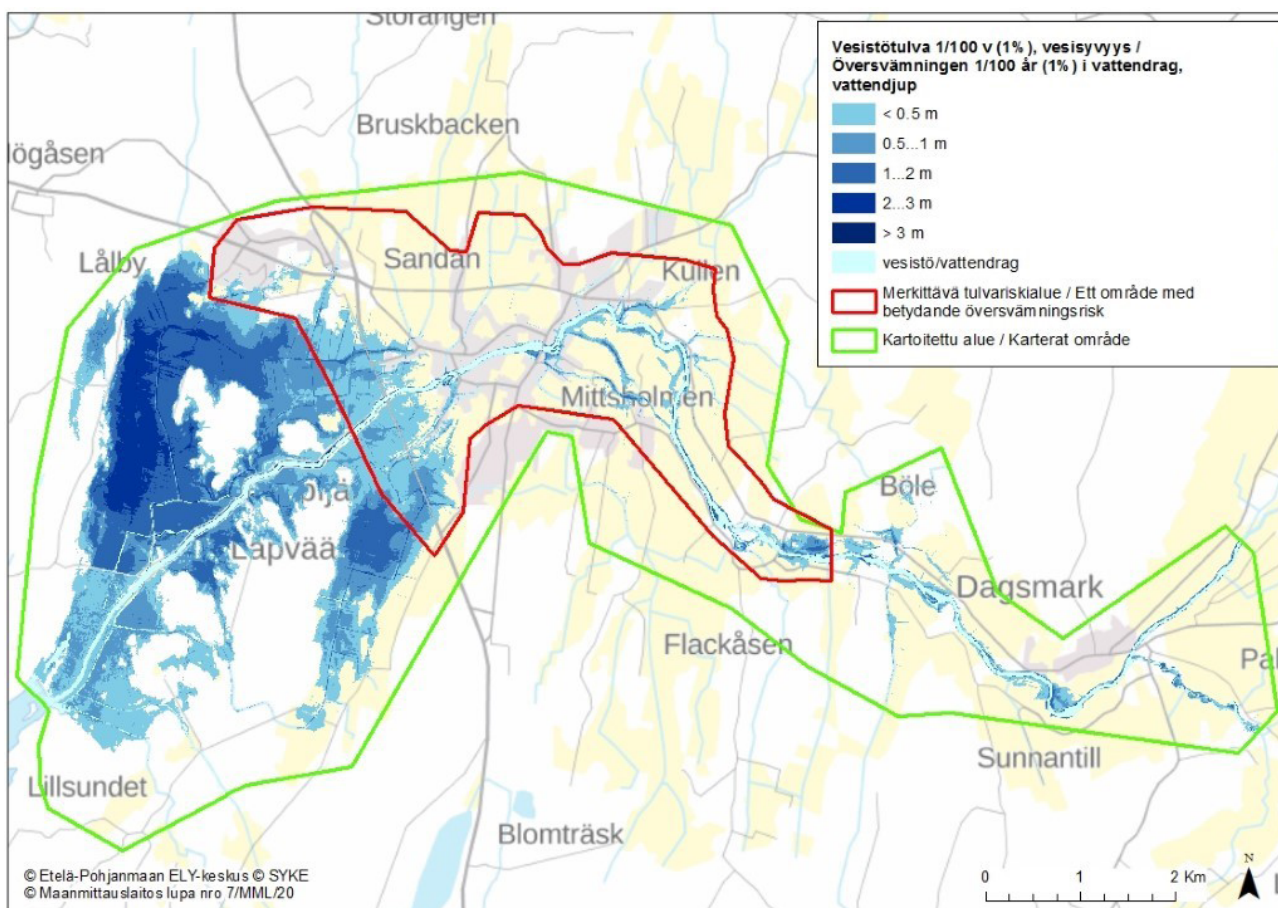 Storången
Bruskbacken
Lålby
Sandan
Kullen
Mittsholmen
Lapvää
Böle
Dagsmark
Flackåsen
Sunnantill
Lillsundet
Blomträsk
Vesistötulva 1/100 v (1%), vesisyvyys /
Översvämningen 1/100 år (1%) i vattendrag,
vattendjup
< 0.5 m
0.5...1 m
1...2 m
2...3 m
> 3 m
vesistö/vattendrag
Merkittävä tulvariskialue / Ett område med
betydande översvämningsrisk
Kartoitettu alue / Karterat område
© Etelä-Pohjanmaan ELY-keskus © SYKE
© Maanmittauslaitos lupa nro 7/MML/20
0 1 2 Km
N